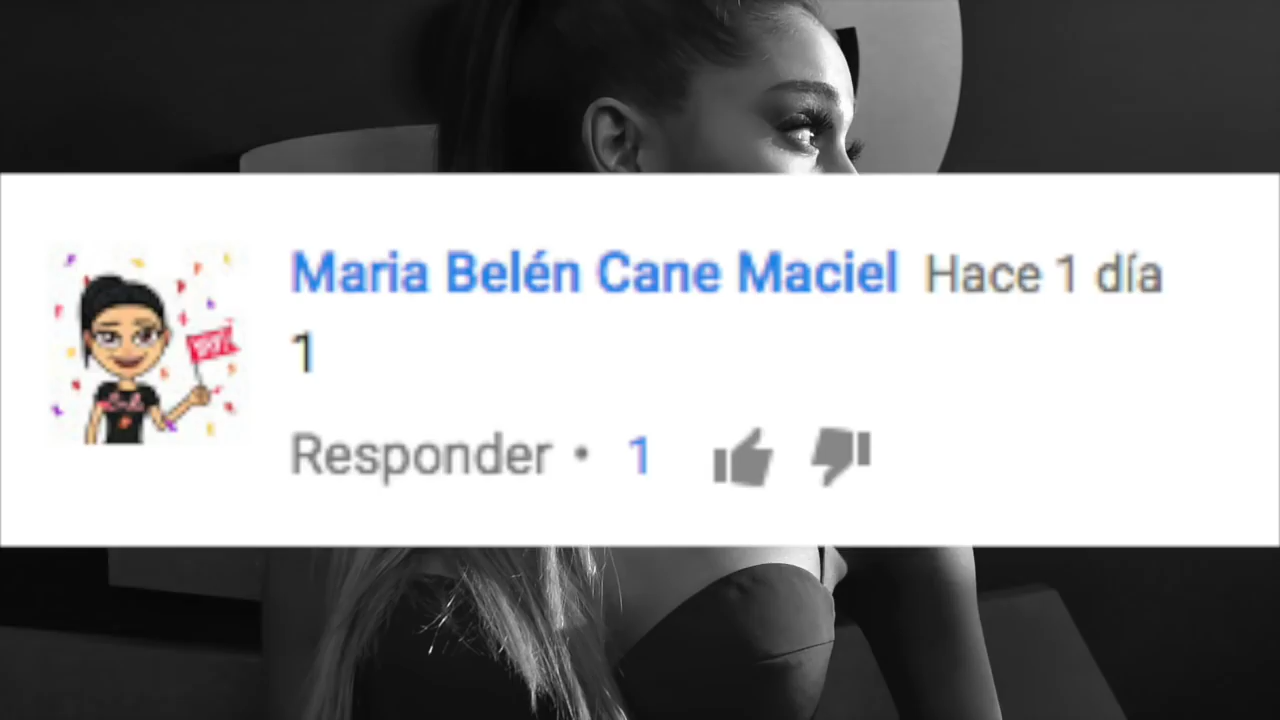 Maria Belén Cane Maciel Hace 1 día
1
Responder • 1